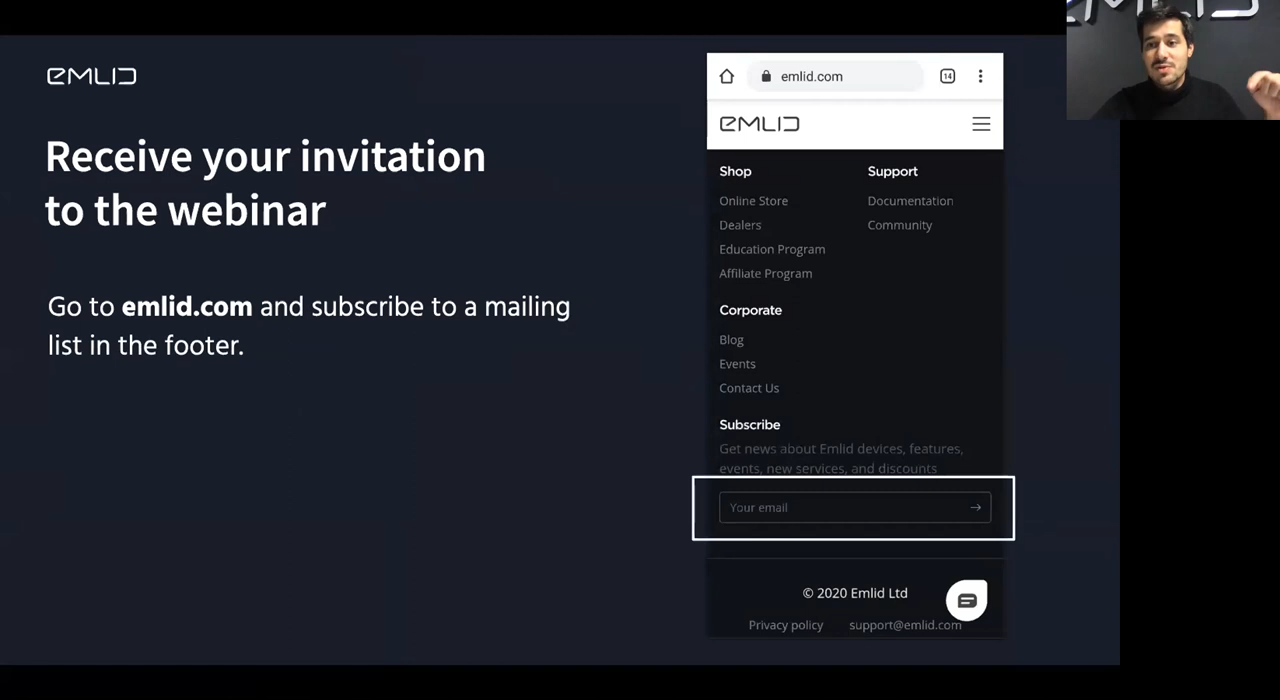 EMLID
Receive your invitation
to the webinar
Go to emlid.com and subscribe to a mailing
list in the footer.
emlid.com
14
EMLID
Shop
Online Store
Dealers
Education Program
Affiliate Program
Support
Documentation
Community
Corporate
Blog
Events
Contact Us
Subscribe
Get news about Emlid devices, features,
events, new services, and discounts
Your email
© 2020 Emlid Ltd
Privacy policy support@emlid.com
EMLID